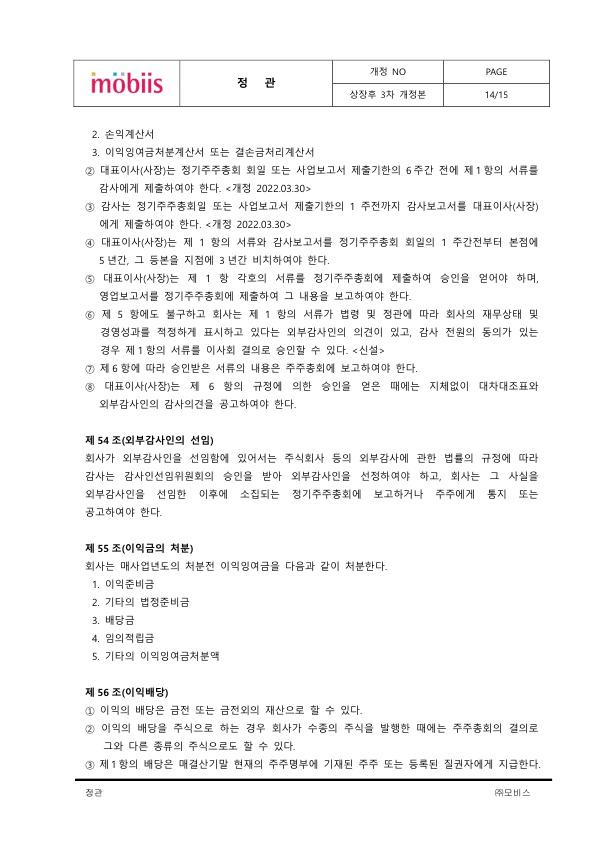 mobiis
정 관
개정 NO
PAGE
상장후 3차 개정본
14/15
2. 손익계산서
3. 이익잉여금처분계산서 또는 결손금처리계산서
② 대표이사(사장)는 정기주주총회 회일 또는 사업보고서 제출기한의 6주간 전에 제1항의 서류를
감사에게 제출하여야 한다. <개정 2022.03.30>
③ 감사는 정기주주총회일 또는 사업보고서 제출기한의 1 주전까지 감사보고서를 대표이사(사장)
에게 제출하여야 한다. <개정 2022.03.30>
④ 대표이사(사장)는 제 1 항의 서류와 감사보고서를 정기주주총회 회일의 1 주간전부터 본점에
5년간, 그 등본을 지점에 3년간 비치하여야 한다.
⑤ 대표이사(사장)는 제 1 항 각호의 서류를 정기주주총회에 제출하여 승인을 얻어야 하며,
영업보고서를 정기주주총회에 제출하여 그 내용을 보고하여야 한다.
⑥ 제 5 항에도 불구하고 회사는 제 1 항의 서류가 법령 및 정관에 따라 회사의 재무상태 및
경영성과를 적정하게 표시하고 있다는 외부감사인의 의견이 있고, 감사 전원의 동의가 있는
경우 제1항의 서류를 이사회 결의로 승인할 수 있다. <신설>
⑦ 제6항에 따라 승인받은 서류의 내용은 주주총회에 보고하여야 한다.
⑧ 대표이사(사장)는 제 6 항의 규정에 의한 승인을 얻은 때에는 지체없이 대차대조표와
외부감사인의 감사의견을 공고하여야 한다.
제 54 조(외부감사인의 선임)
회사가 외부감사인을 선임함에 있어서는 주식회사 등의 외부감사에 관한 법률의 규정에 따라
감사는 감사인선임위원회의 승인을 받아 외부감사인을 선정하여야 하고, 회사는 그 사실을
외부감사인을 선임한 이후에 소집되는 정기주주총회에 보고하거나 주주에게 통지 또는
공고하여야 한다.
제 55 조(이익금의 처분)
회사는 매사업년도의 처분전 이익잉여금을 다음과 같이 처분한다.
1. 이익준비금
2. 기타의 법정준비금
3. 배당금
4. 임의적립금
5. 기타의 이익잉여금처분액
제 56 조(이익배당)
① 이익의 배당은 금전 또는 금전외의 재산으로 할 수 있다.
② 이익의 배당을 주식으로 하는 경우 회사가 수종의 주식을 발행한 때에는 주주총회의 결의로
그와 다른 종류의 주식으로도 할 수 있다.
③ 제1항의 배당은 매결산기말 현재의 주주명부에 기재된 주주 또는 등록된 질권자에게 지급한다.
정관
㈜모비스